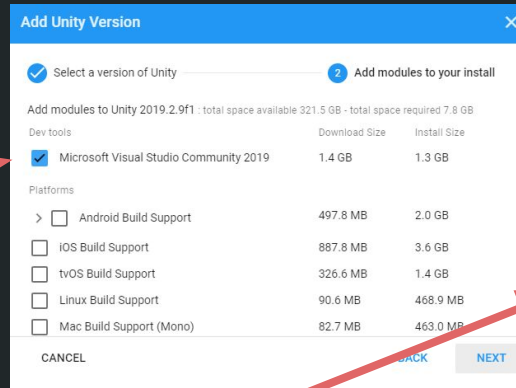 Add Unity Version
Select a version of Unity
2 Add modules to your install
Add modules to Unity 2019.2.9f1 : total space available 321.5 GB - total space required 7.8 GB
Dev tools Download Size Install Size
Microsoft Visual Studio Community 2019 1.4 GB 1.3 GB
Platforms
Android Build Support 497.8 MB 2.0 GB
iOS Build Support 887.8 MB 3.6 GB
tvOS Build Support 326.6 MB 1.4 GB
Linux Build Support 90.6 MB 468.9 MB
Mac Build Support (Mono) 82.7 MB 463.0 MB
CANCEL BACK NEXT